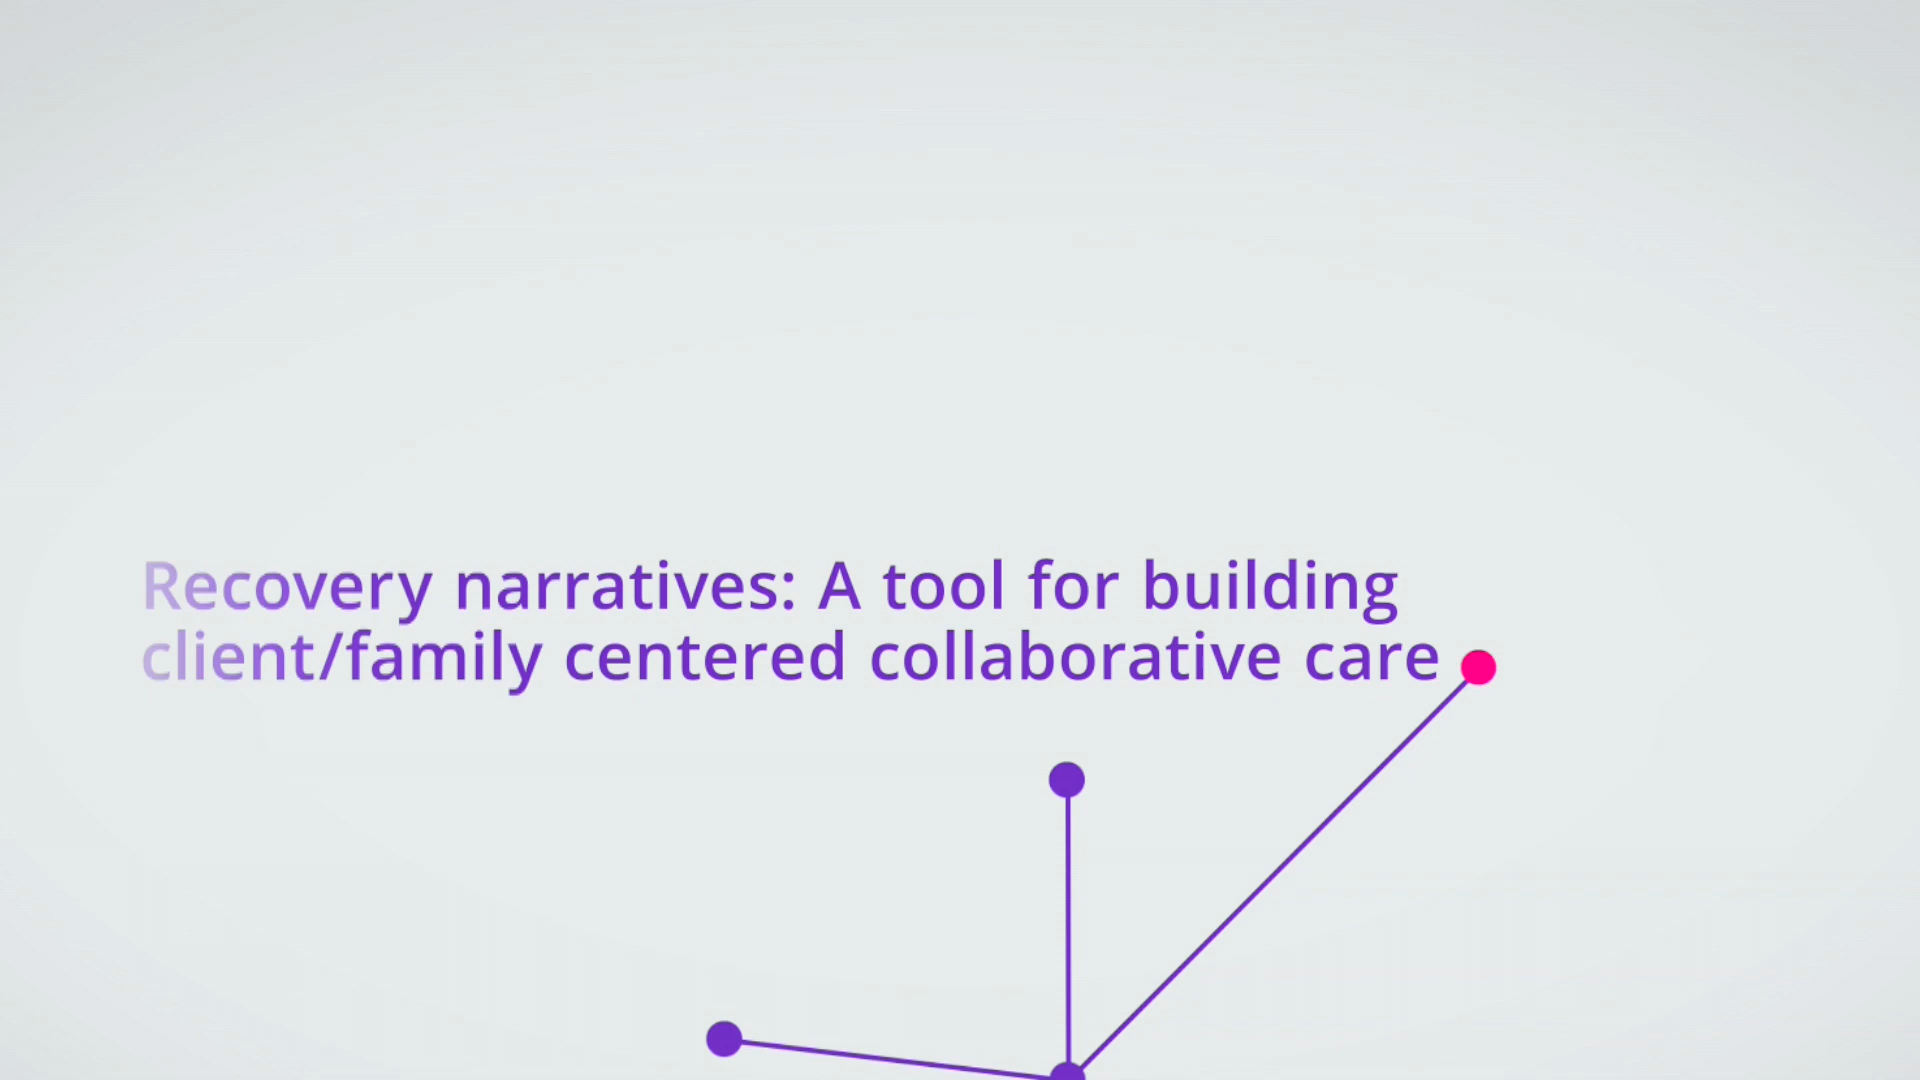 Recovery narratives: A tool for building
client/family centered collaborative care